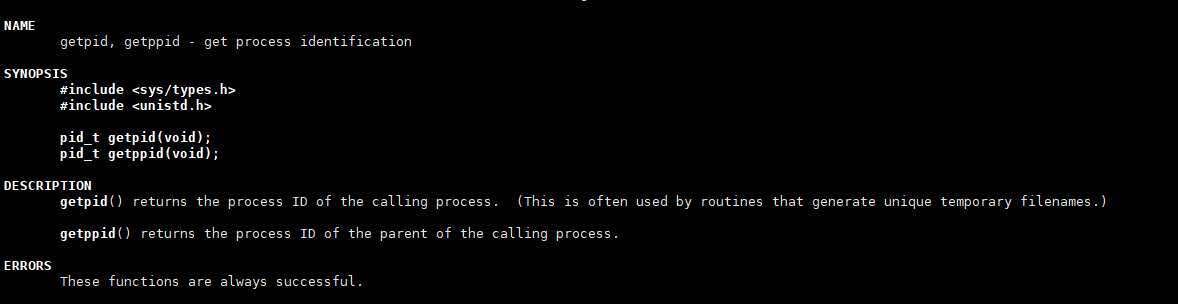 NAME
getpid, getppid - get process identification
SYNOPSIS
#include <sys/types.h>
#include <unistd.h>
pid_t getpid(void);
pid_t getppid(void);
DESCRIPTION
getpid() returns the process ID of the calling process.  (This is often used by routines that generate unique temporary filenames.)
getppid() returns the process ID of the parent of the calling process.
ERRORS
These functions are always successful.